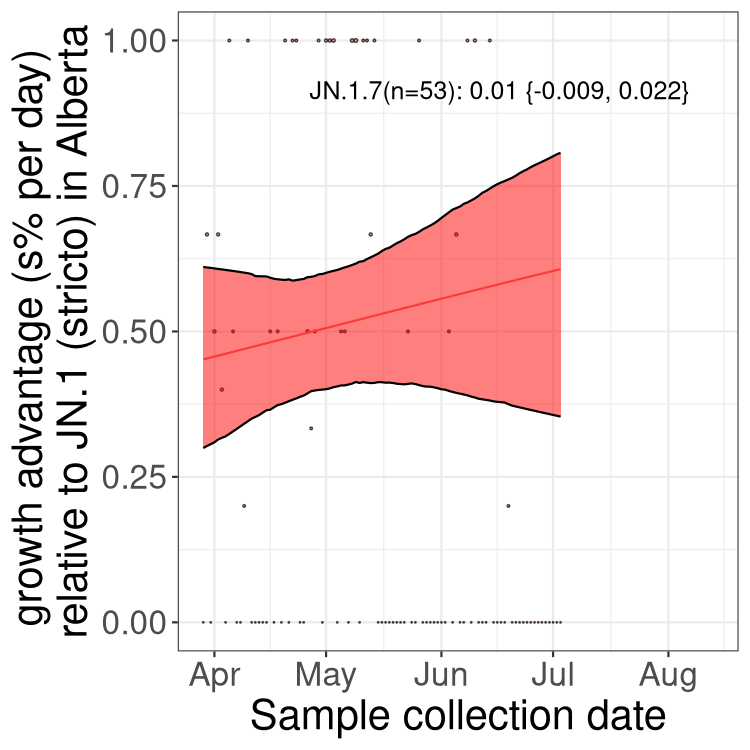 growth advantage (s% per day)
relative to JN.1 (stricto) in Alberta
1.00
0.75
0.50
0.25
0.00
JN.1.7(n=53): 0.01 {-0.009, 0.022}
Apr May Jun Jul Aug
Sample collection date